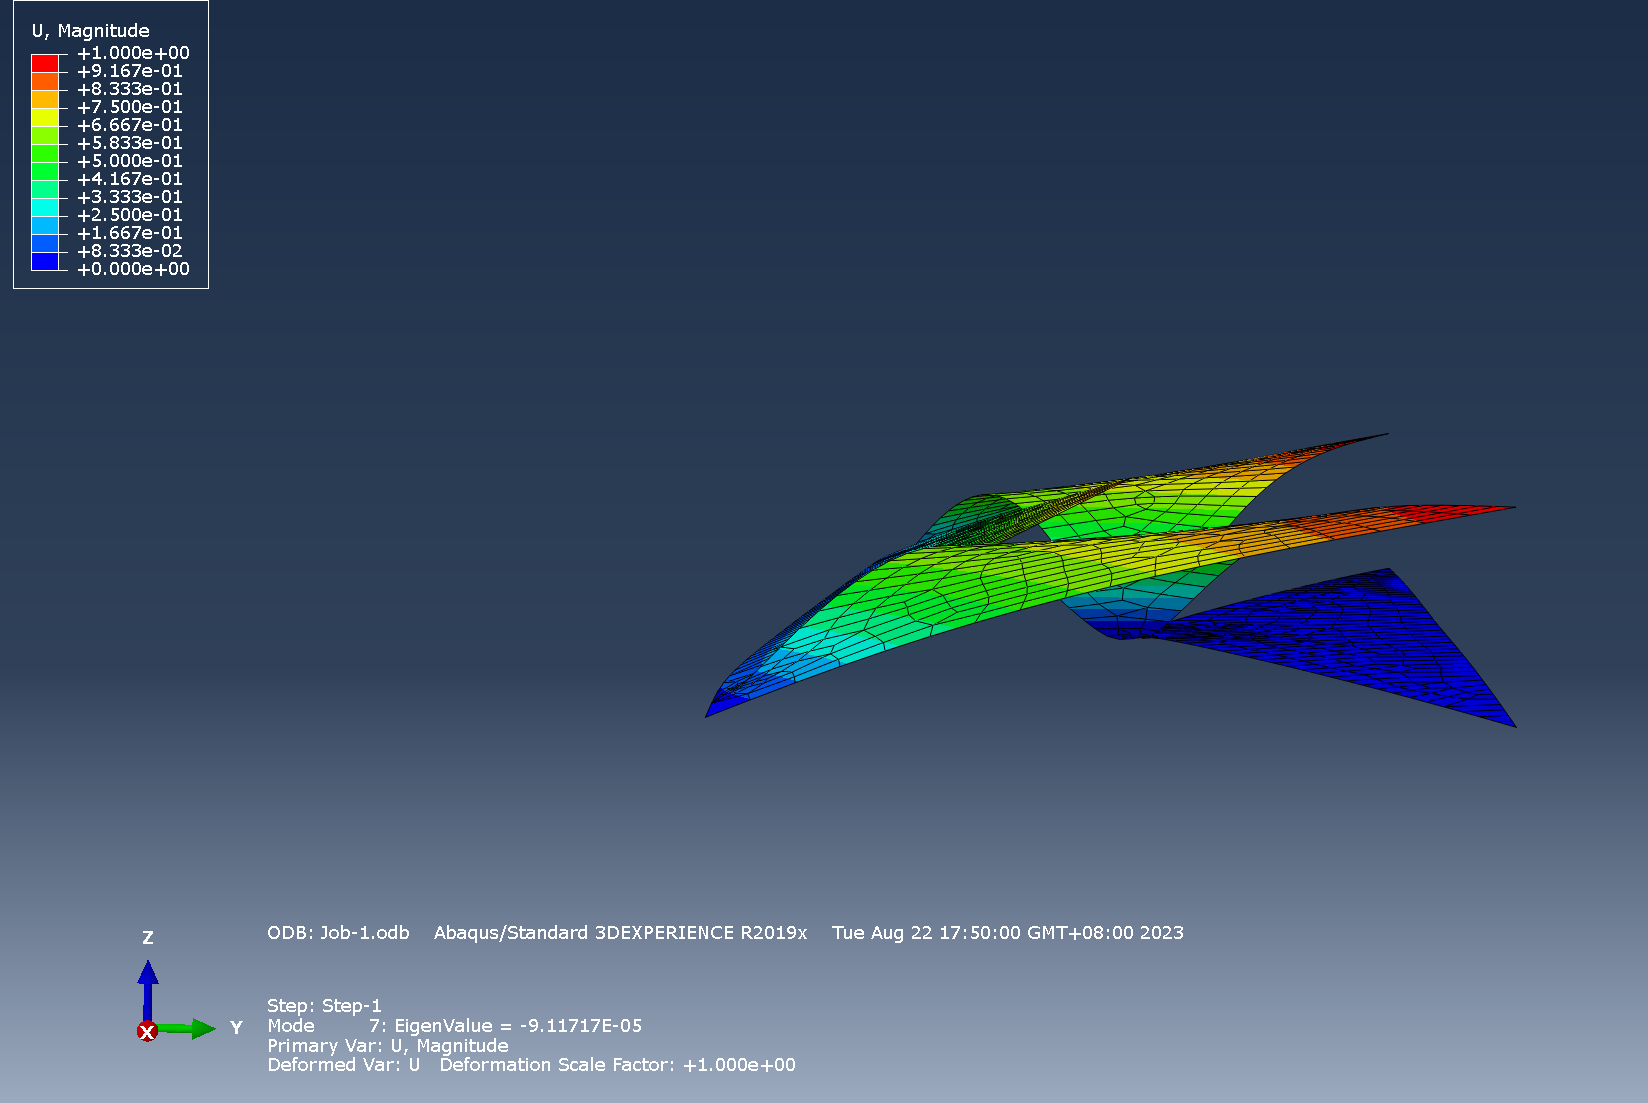 U, Magnitude
+1.000e+00
+9.167e-01
+8.333e-01
+7.500e-01
+6.667e-01
+5.833e-01
+5.000e-01
+4.167e-01
+3.333e-01
+2.500e-01
+1.667e-01
+8.333e-02
+0.000e+00
Z
Y
X
ODB: Job-1.odb Abaqus/Standard 3DEXPERIENCE R2019x Tue Aug 22 17:50:00 GMT+08:00 2023
Step: Step-1
Mode 7: EigenValue = -9.11717E-05
Primary Var: U, Magnitude
Deformed Var: U Deformation Scale Factor: +1.000e+00